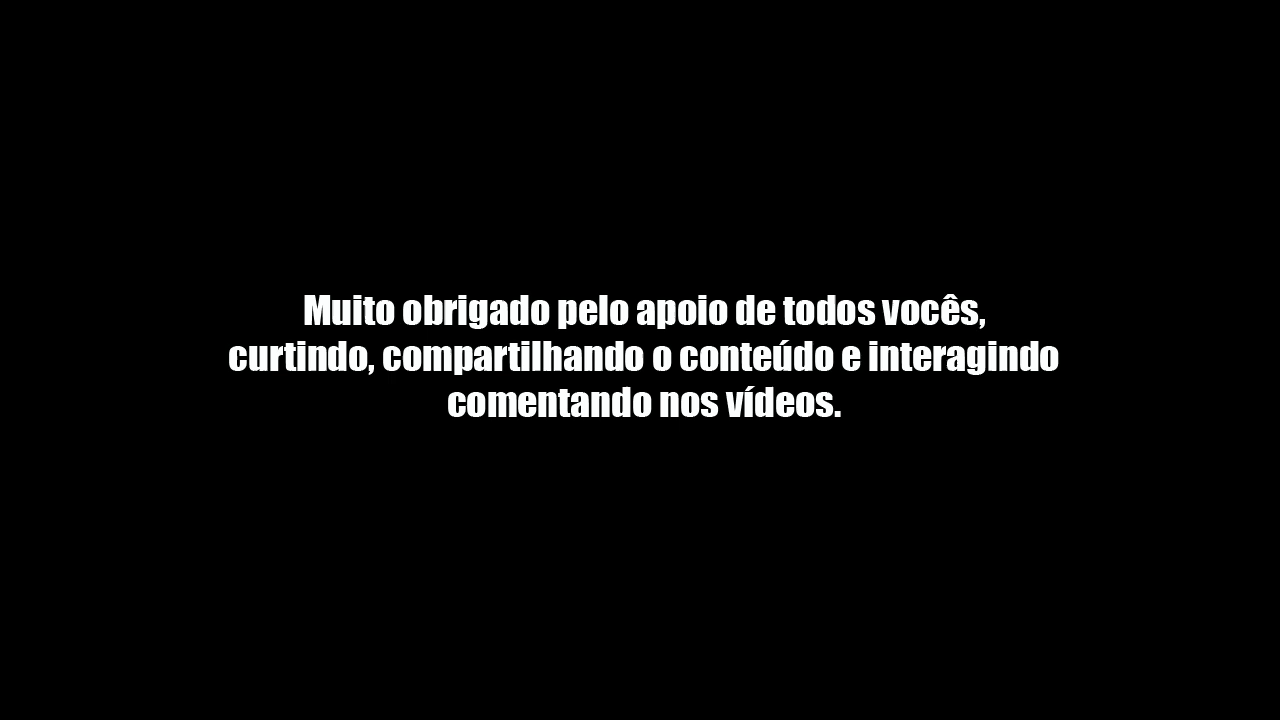 Muito obrigado pelo apoio de todos vocês,
curtindo, compartilhando o conteúdo e interagindo
comentando nos vídeos.